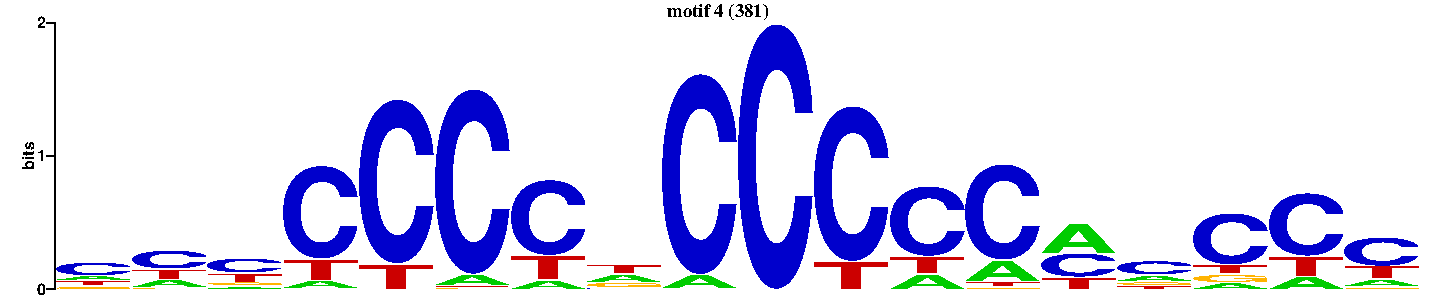 motif 4 (381)
2
bits
1
0
C C C C C C C T C C C C C A C C C C
A T T T T A T A A T T A C A T T T